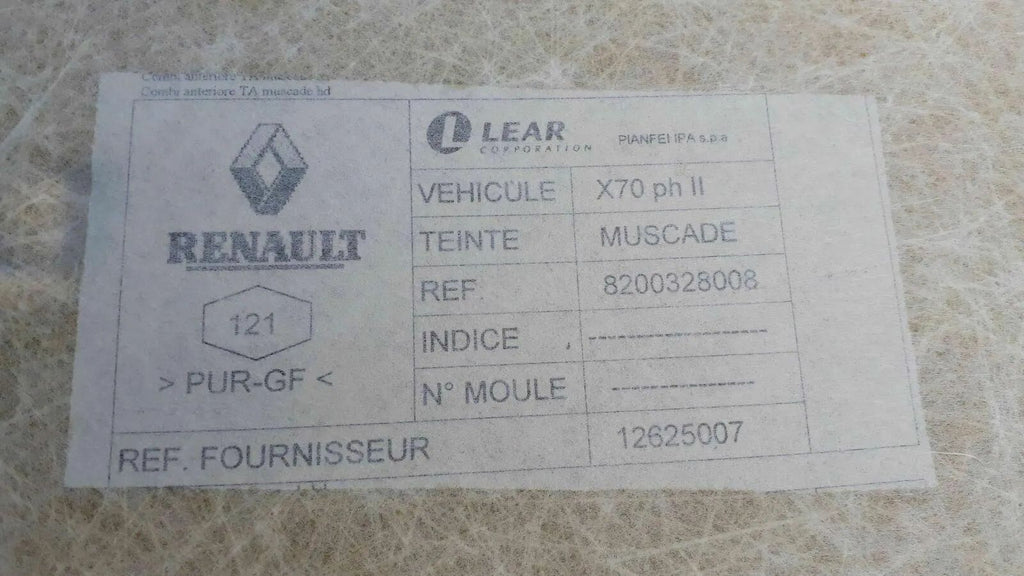 Combi anteriore TA muscade hd
RENAULT
121
> PUR-GF <
LEAR
CORPORATION
PIANFEI IPA s.p.a
VEHICULE X70 ph II
TEINTE MUSCADE
REF. 8200328008
INDICE ------------------
N° MOULE --------------
REF. FOURNISSEUR 12625007